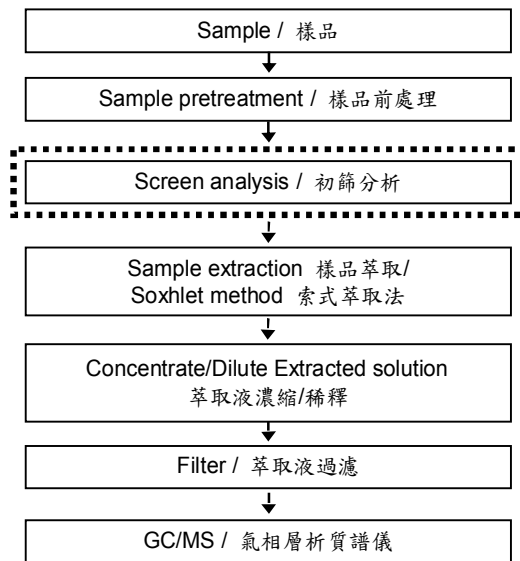 Sample / 樣品
Sample pretreatment / 樣品前處理
Screen analysis / 初篩分析
Sample extraction 樣品萃取/
Soxhlet method 索式萃取法
Concentrate/Dilute Extracted solution
萃取液濃縮/稀釋
Filter / 萃取液過濾
GC/MS / 氣相層析質譜儀